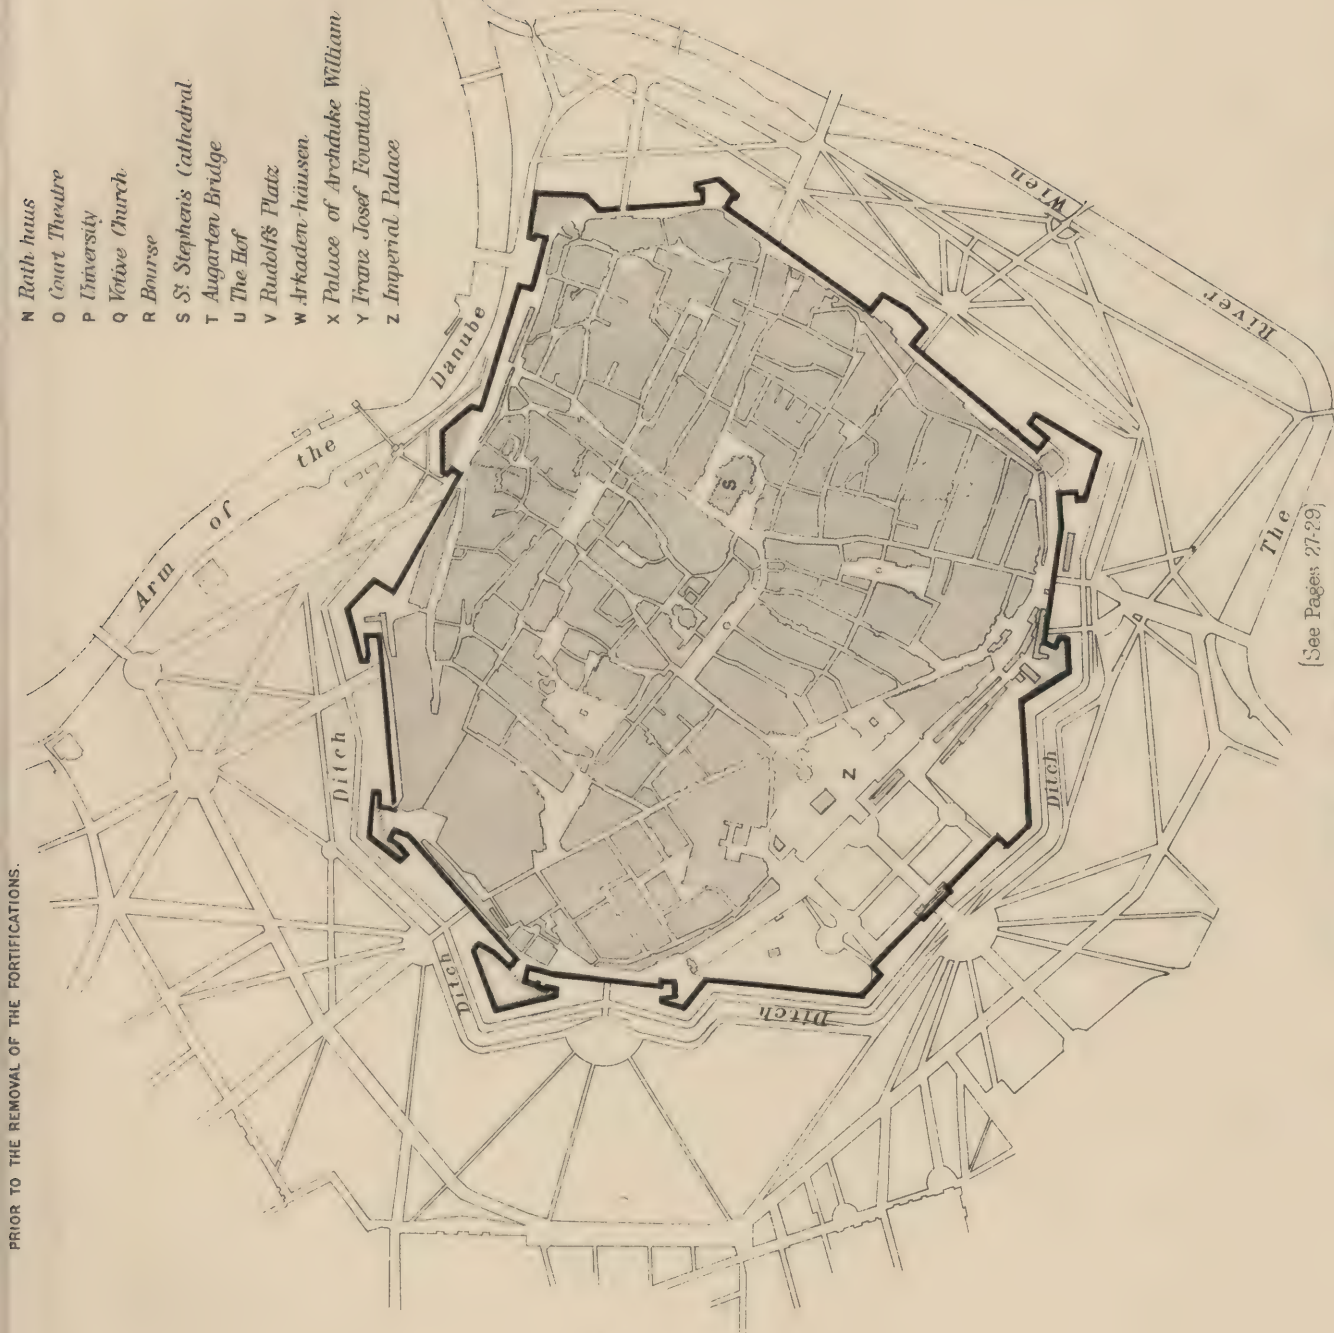 PRIOR TO THE REMOVAL OF THE FORTIFICATIONS.
N Rath haus
O Court Theatre
P University
Q Votive Church
R Bourse
S St Stephen's Cathedral
T Augarten Bridge
U The Hof
V Rudolf's Platz
W Arkaden-häusen
X Palace of Archduke William
Y Franz Josef Fountain
Z Imperial Palace
Arm of the Danube
Ditch
Ditch
Ditch
Ditch
S
Z
The Wien River
[See Pages 27-29]